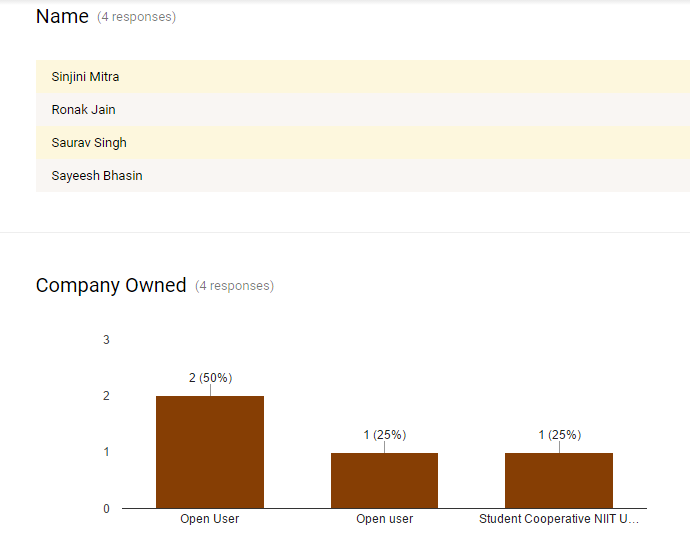 Name (4 responses)
Sinjini Mitra
Ronak Jain
Saurav Singh
Sayeesh Bhasin
Company Owned (4 responses)
3
2 (50%)
2
1 (25%) 1 (25%)
1
0
Open User Open user Student Cooperative NIIT U...